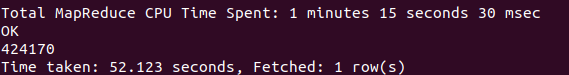 Total MapReduce CPU Time Spent: 1 minutes 15 seconds 30 msec
OK
424170
Time taken: 52.123 seconds, Fetched: 1 row(s)